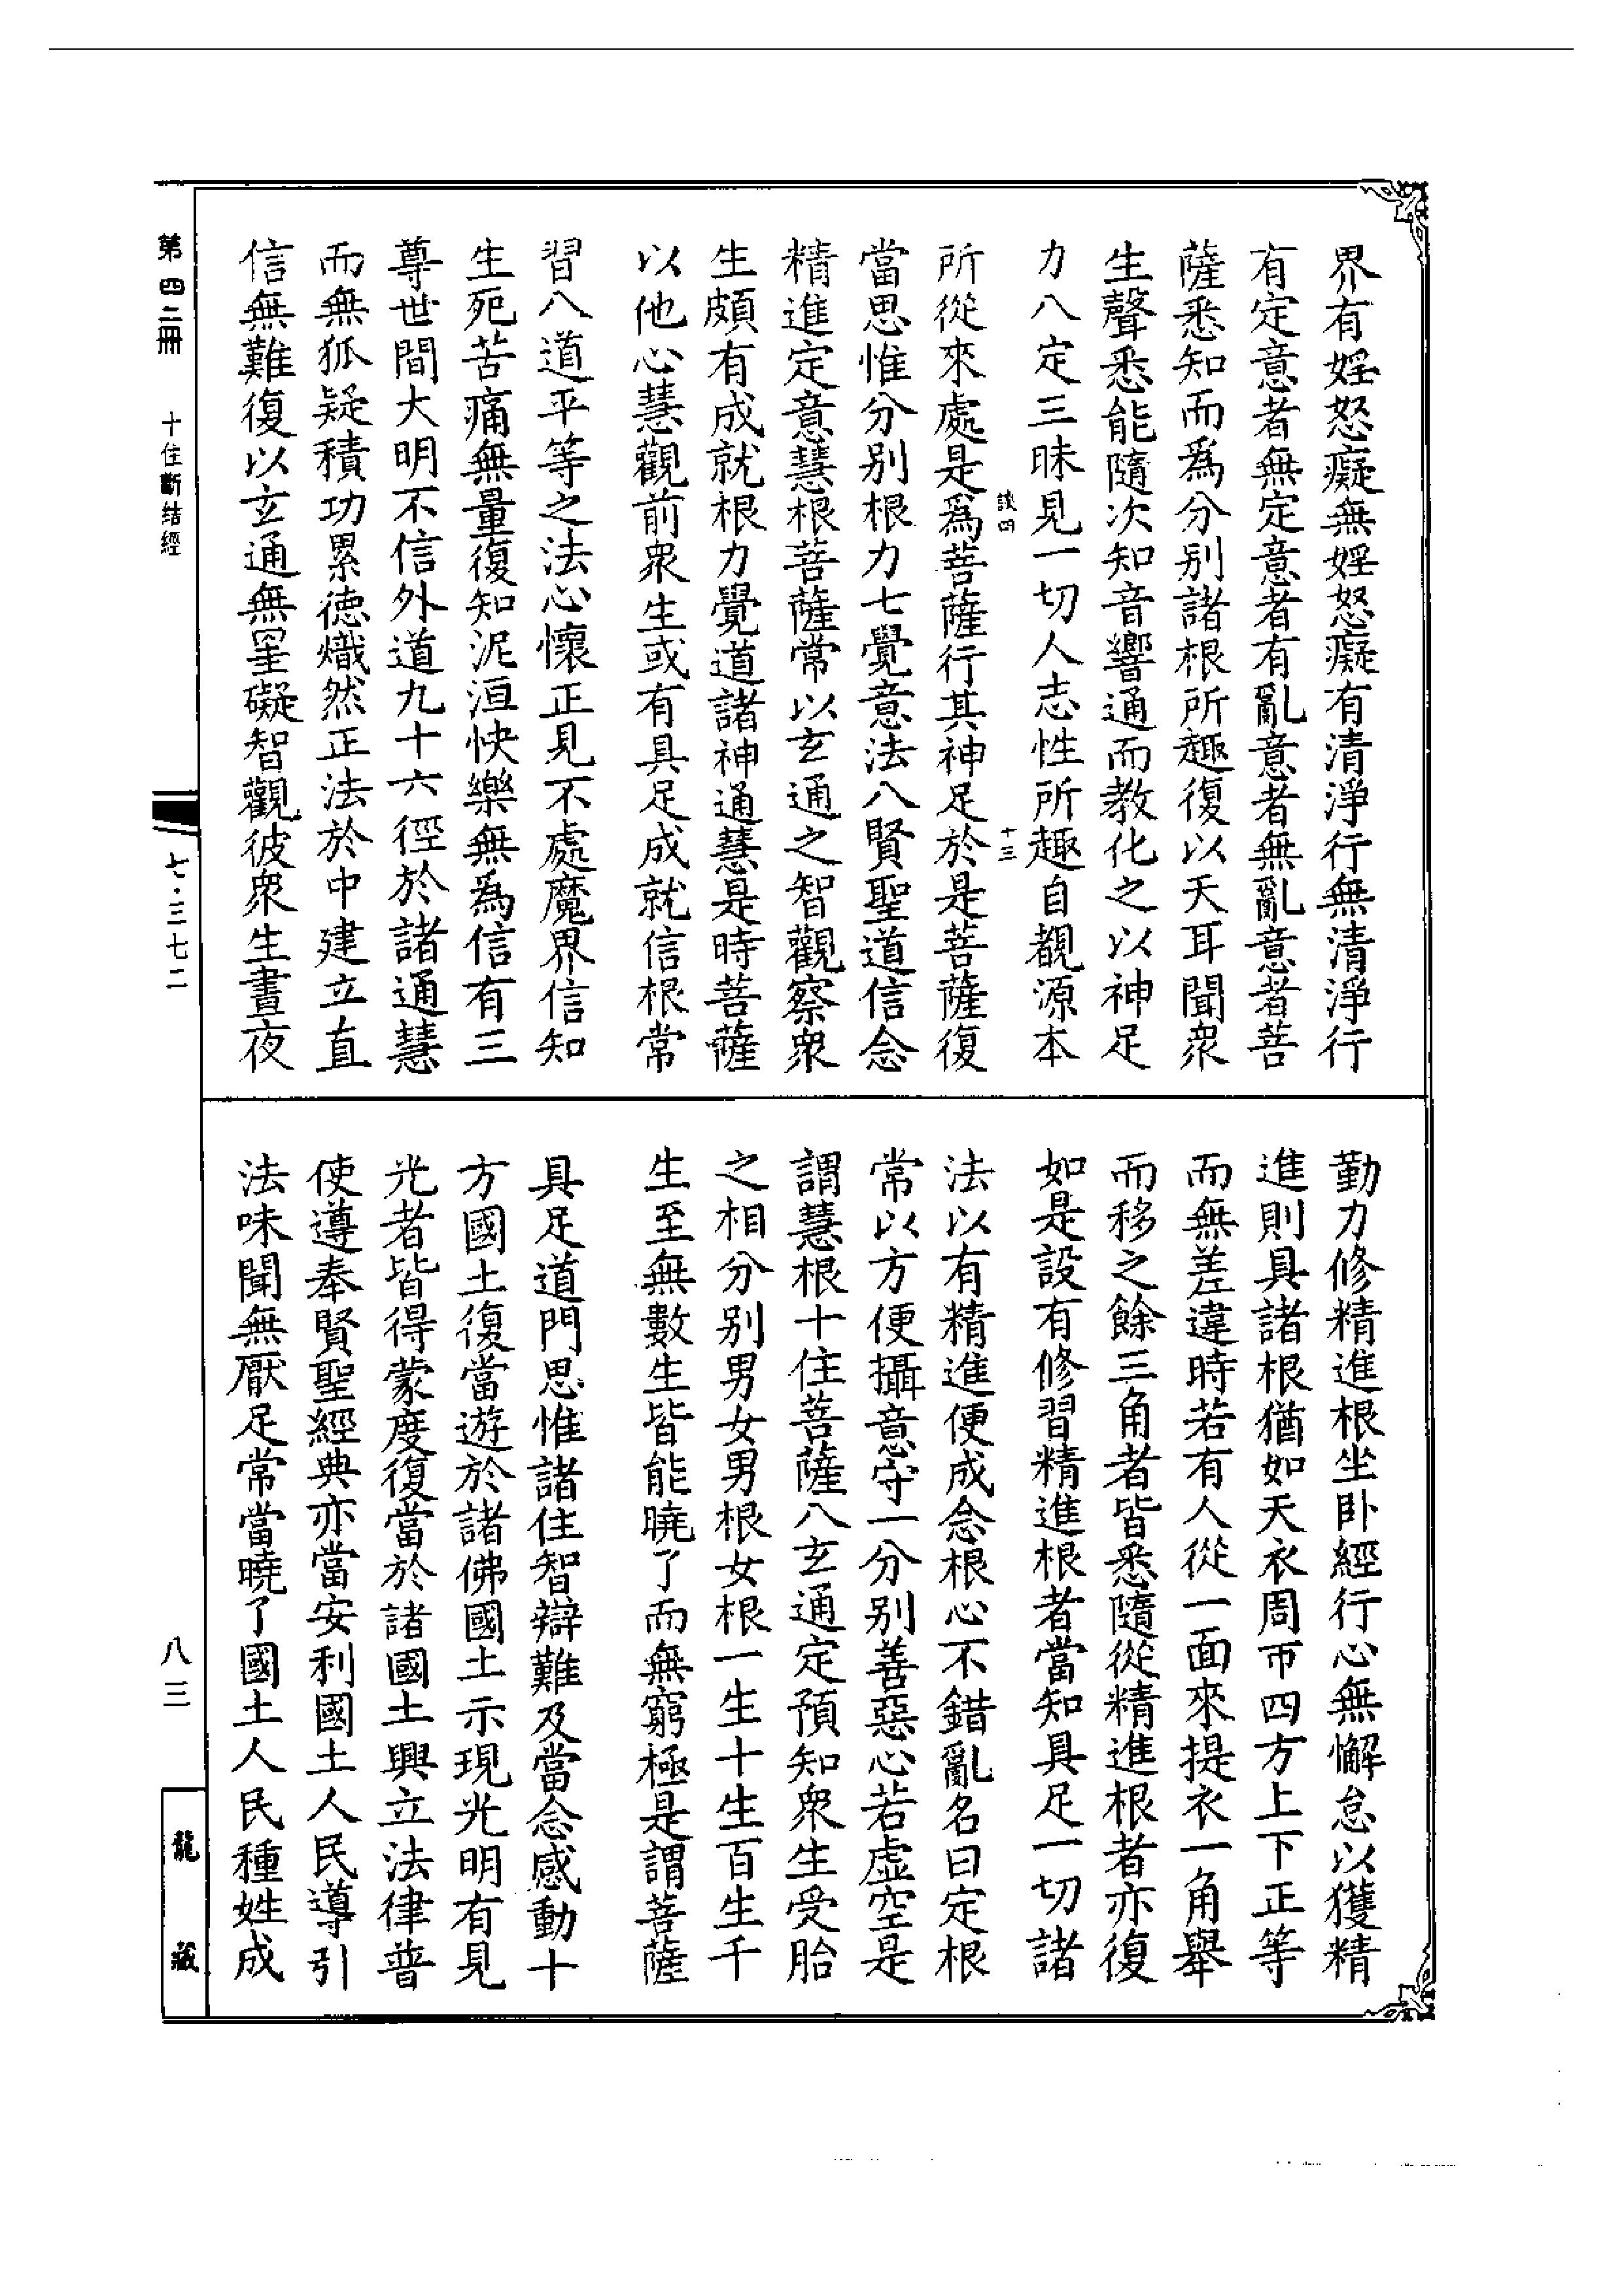 界有婬怒癡無婬怒癡有清淨行無清淨行
有定意者無定意者有亂意者無亂意者菩
薩悉知而爲分别諸根所趣復以天耳聞衆
生聲悉能隨次知音響通而教化之以神足
力八定三昧見一切人志性所趣自覩源本
談四
十三
所從來處是爲菩薩行其神足於是菩薩復
當思惟分别根力七覺意法八賢聖道信念
精進定意慧根菩薩常以玄通之智觀察衆
生頗有成就根力覺道諸神通慧是時菩薩
以他心慧觀前衆生或有具足成就信根常
習八道平等之法心懷正見不處魔界信知
生死苦痛無量復知泥洹快樂無爲信有三
尊世間大明不信外道九十六徑於諸通慧
而無狐疑積功累德熾然正法於中建立直
信無難復以玄通無罣礙智觀彼衆生晝夜
勤力修精進根坐卧經行心無懈怠以獲精
進則具諸根猶如天衣周帀四方上下正等
而無差違時若有人從一面來提衣一角舉
而移之餘三角者皆悉隨從精進根者亦復
如是設有修習精進根者當知具足一切諸
法以有精進便成念根心不錯亂名曰定根
常以方便攝意守一分别善惡心若虚空是
謂慧根十住菩薩八玄通定預知衆生受胎
之相分别男女男根女根一生十生百生千
生至無數生皆能曉了而無窮極是謂菩薩
具足道門思惟諸住智辯難及當念感動十
方國土復當遊於諸佛國土示現光明有見
光者皆得蒙度復當於諸國土興立法律普
使遵奉賢聖經典亦當安利國土人民導引
法味聞無厭足常當曉了國土人民種姓成
第四二冊
十住斷结經
七·三七二
八三
龍藏